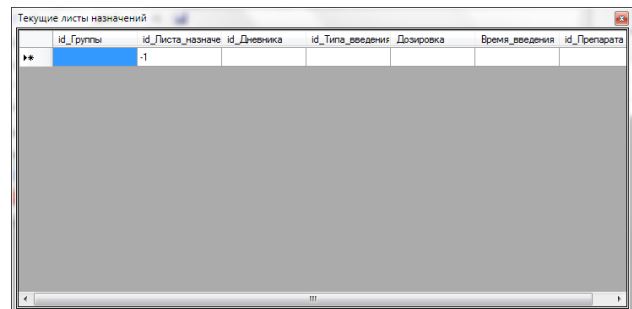 Текущие листы назначений
id_Группы id_Листа_назначе id_Дневника id_Типа_введения Дозировка Время_введения id_Препарата
-1